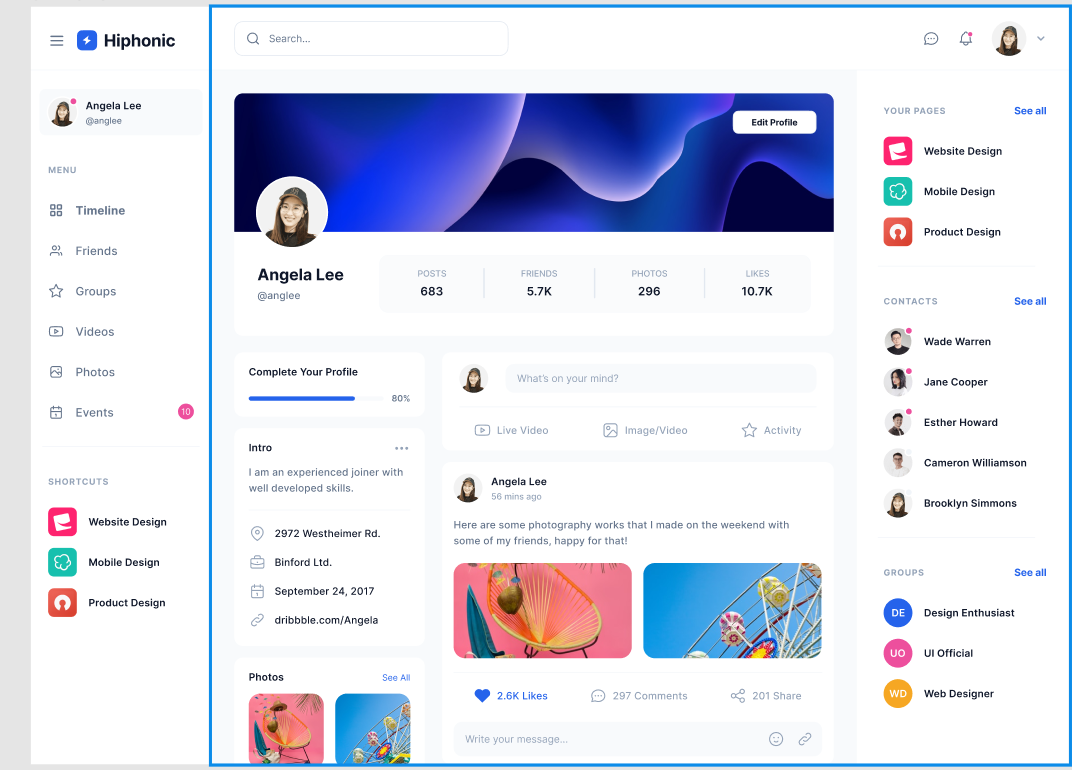 Hiphonic
Search...
Angela Lee
@anglee
MENU
Timeline
Friends
Groups
Videos
Photos
Events
10
SHORTCUTS
Website Design
Mobile Design
Product Design
Edit Profile
Angela Lee
@anglee
POSTS
683
FRIENDS
5.7K
PHOTOS
296
LIKES
10.7K
Complete Your Profile
80%
Intro
I am an experienced joiner with
well developed skills.
2972 Westheimer Rd.
Binford Ltd.
September 24, 2017
dribbble.com/Angela
Photos
See All
What's on your mind?
Live Video
Image/Video
Activity
Angela Lee
56 mins ago
Here are some photography works that I made on the weekend with
some of my friends, happy for that!
2.6K Likes
297 Comments
201 Share
Write your message...
YOUR PAGES
See all
Website Design
Mobile Design
Product Design
CONTACTS
See all
Wade Warren
Jane Cooper
Esther Howard
Cameron Williamson
Brooklyn Simmons
GROUPS
See all
DE
Design Enthusiast
UO
UI Official
WD
Web Designer